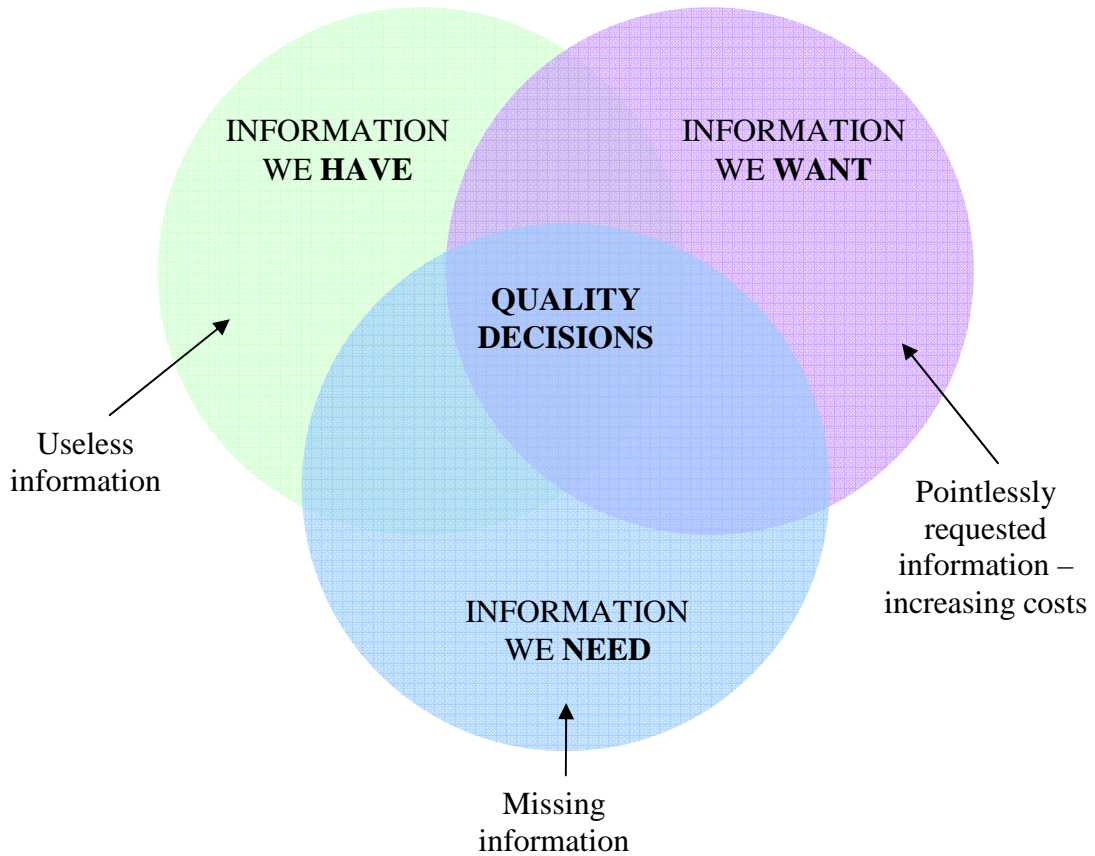 INFORMATION
WE HAVE
INFORMATION
WE WANT
QUALITY
DECISIONS
Useless
information
Pointlessly
requested
information –
increasing costs
INFORMATION
WE NEED
Missing
information